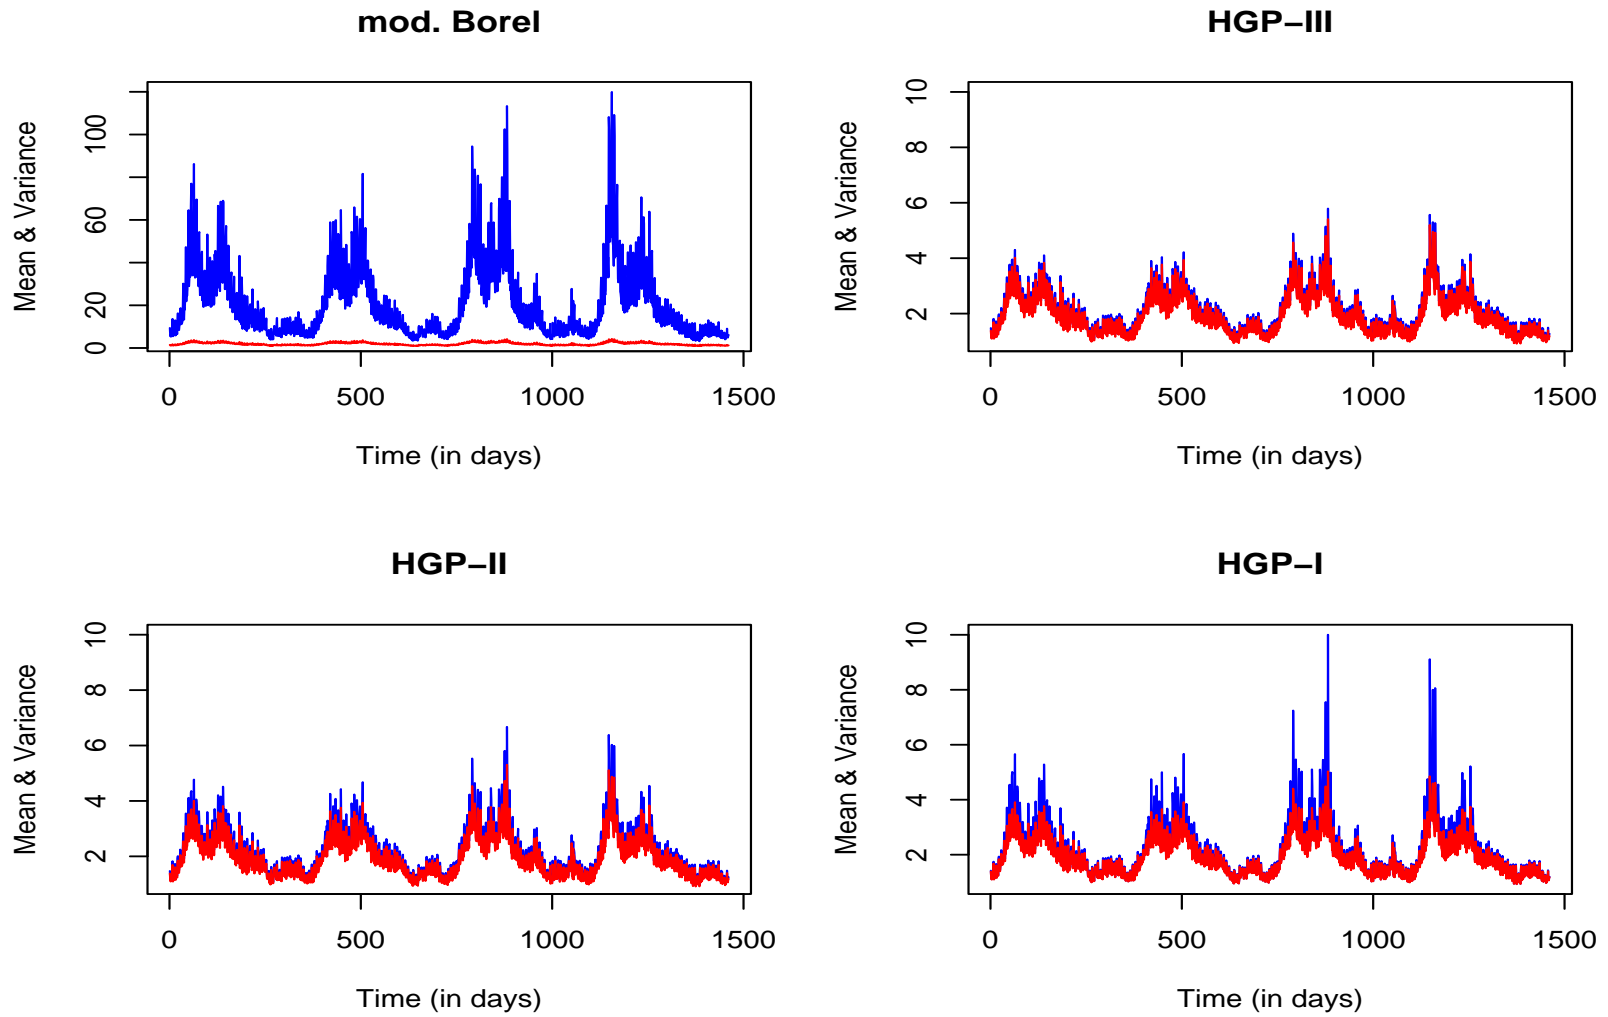 mod. Borel
Mean & Variance
0 20 60 100
0 500 1000 1500
Time (in days)
HGP−III
Mean & Variance
2 4 6 8 10
0 500 1000 1500
Time (in days)
HGP−II
Mean & Variance
2 4 6 8 10
0 500 1000 1500
Time (in days)
HGP−I
Mean & Variance
2 4 6 8 10
0 500 1000 1500
Time (in days)